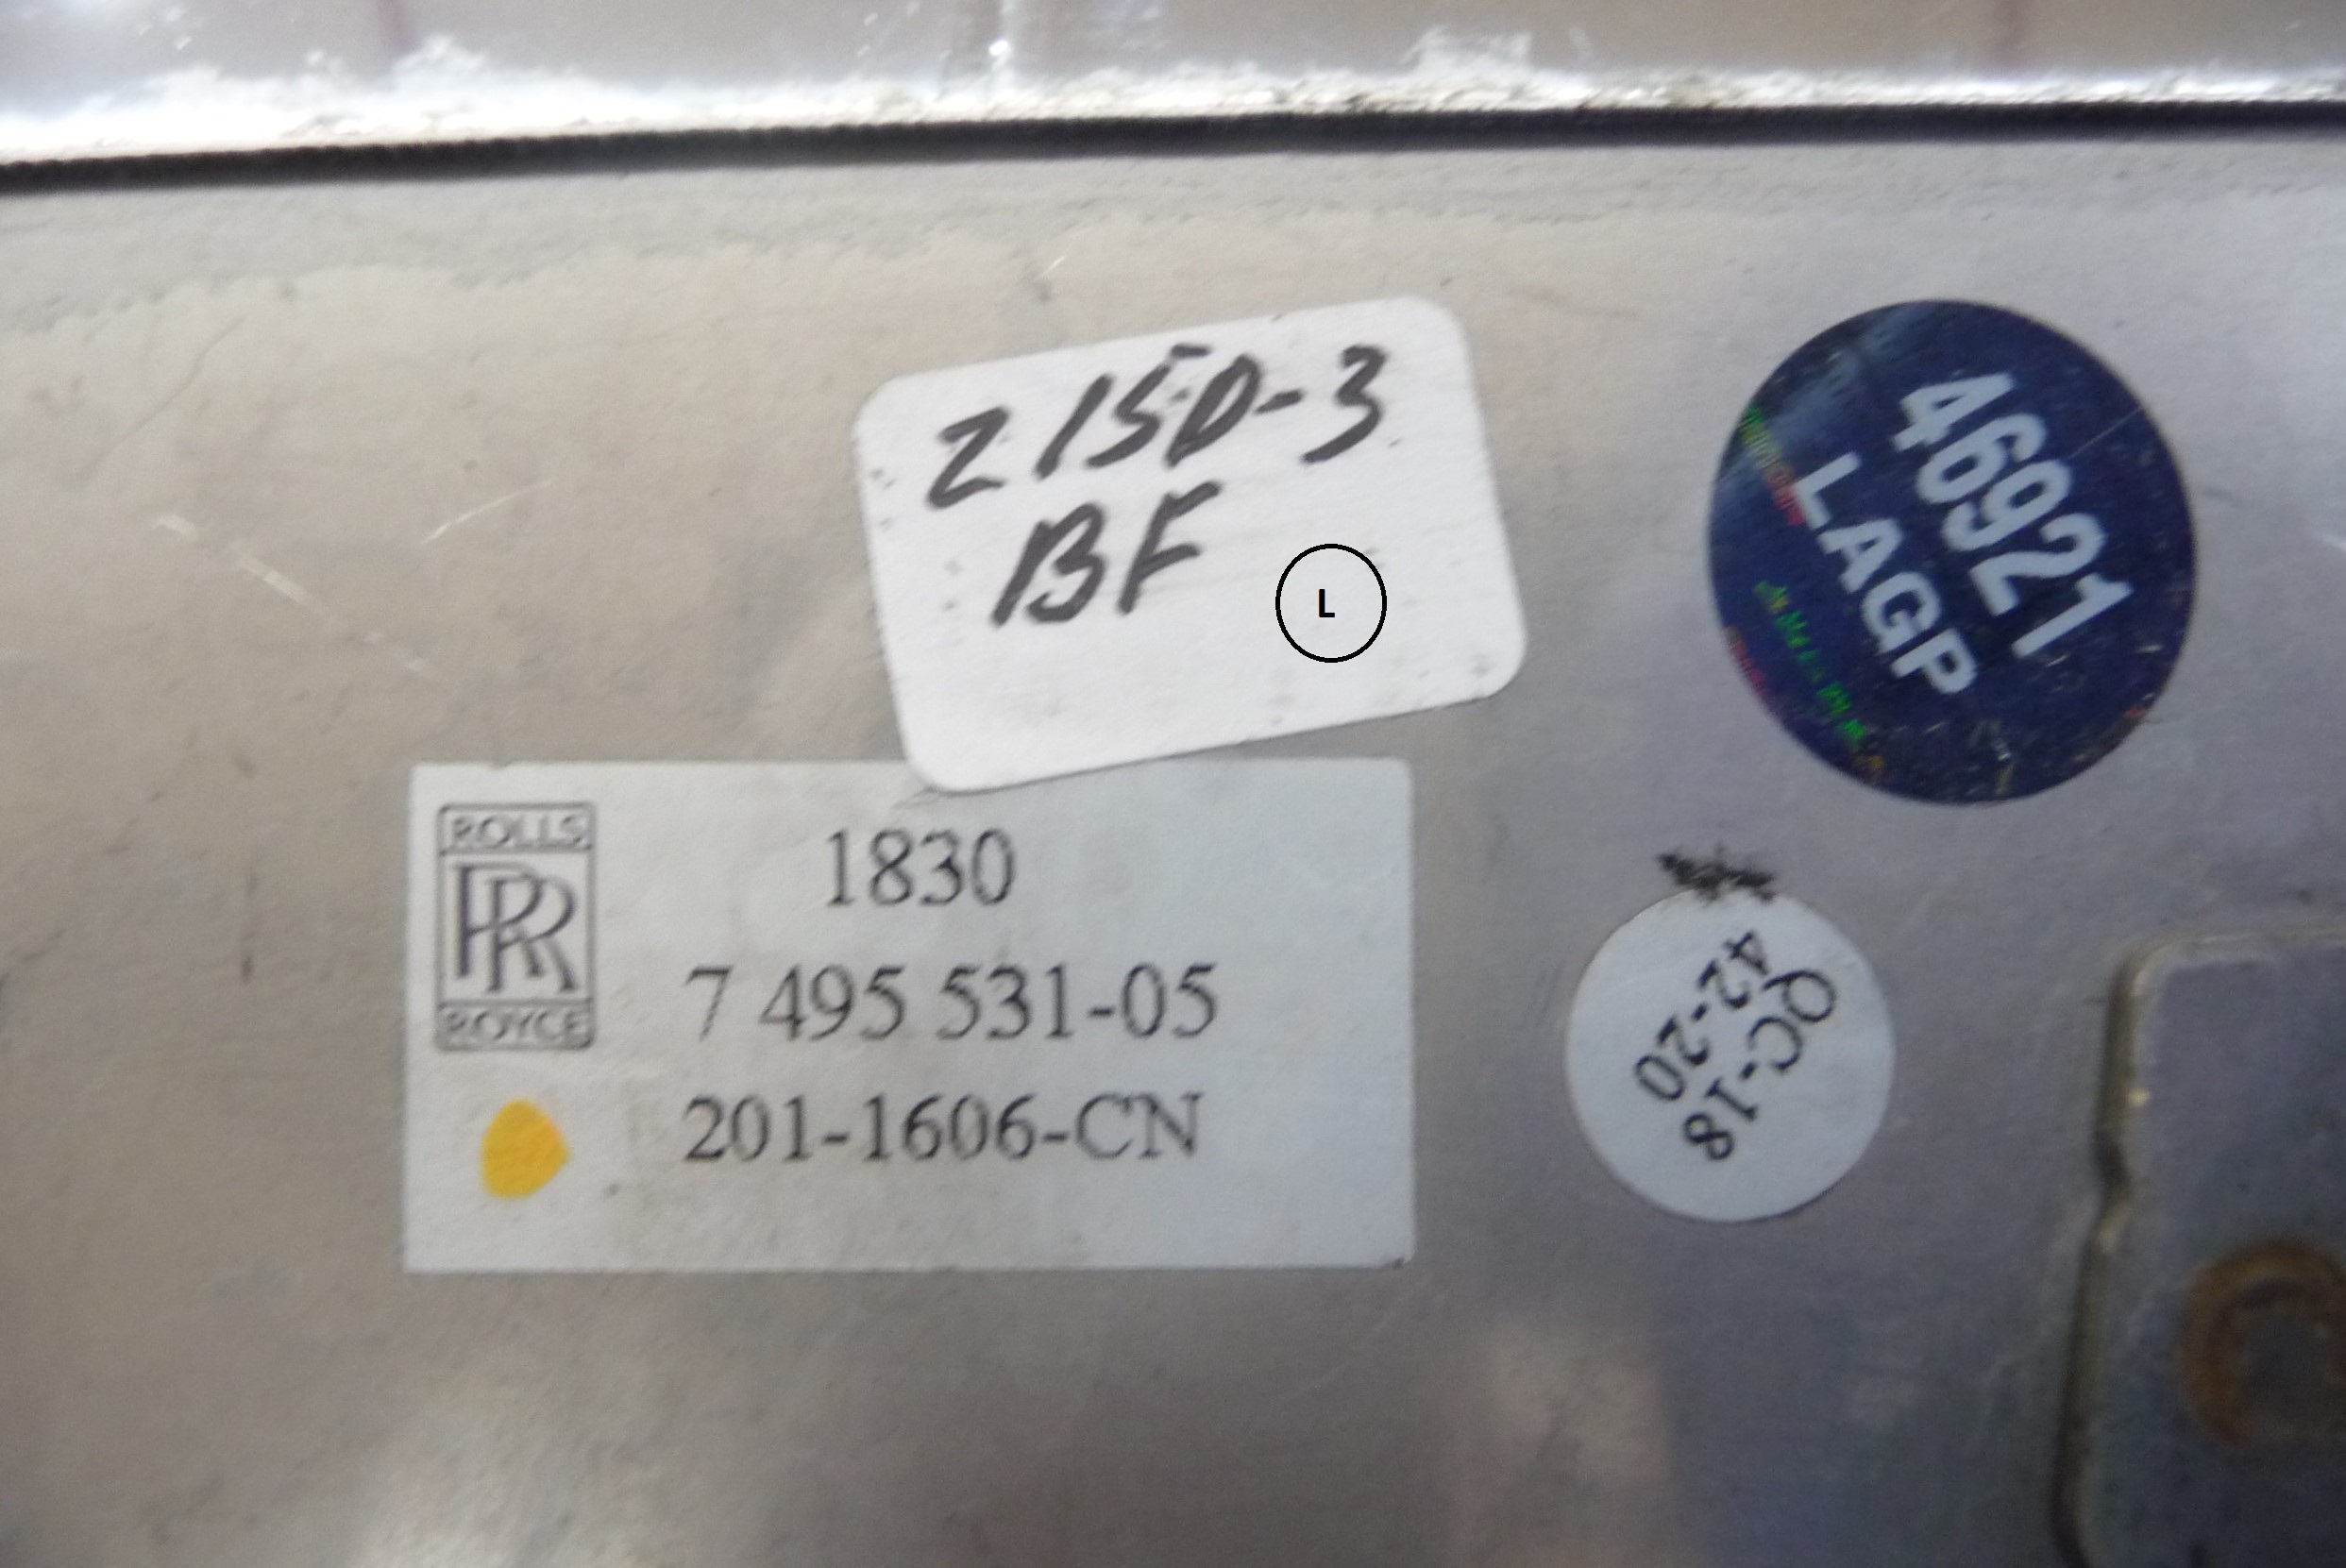 Z15D-3
BF
L
46921
LAGP
ROLLS
RR
ROYCE
1830
7 495 531-05
201-1606-CN
QC-18
42-20